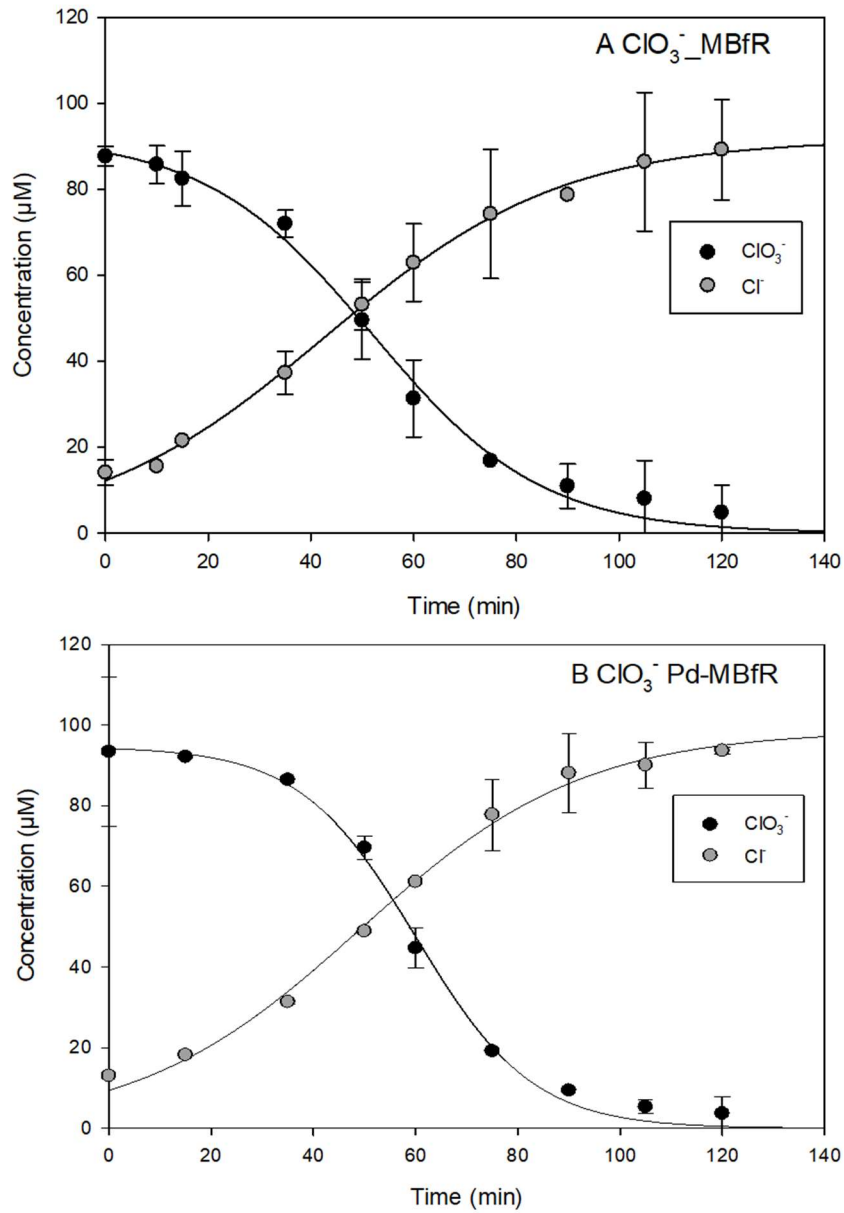 A ClO₃⁻_MBfR
120
100
80
60
40
20
0
Concentration (µM)
ClO₃⁻
Cl⁻
0 20 40 60 80 100 120 140
Time (min)
B ClO₃⁻ Pd-MBfR
120
100
80
60
40
20
0
Concentration (µM)
ClO₃⁻
Cl⁻
0 20 40 60 80 100 120 140
Time (min)